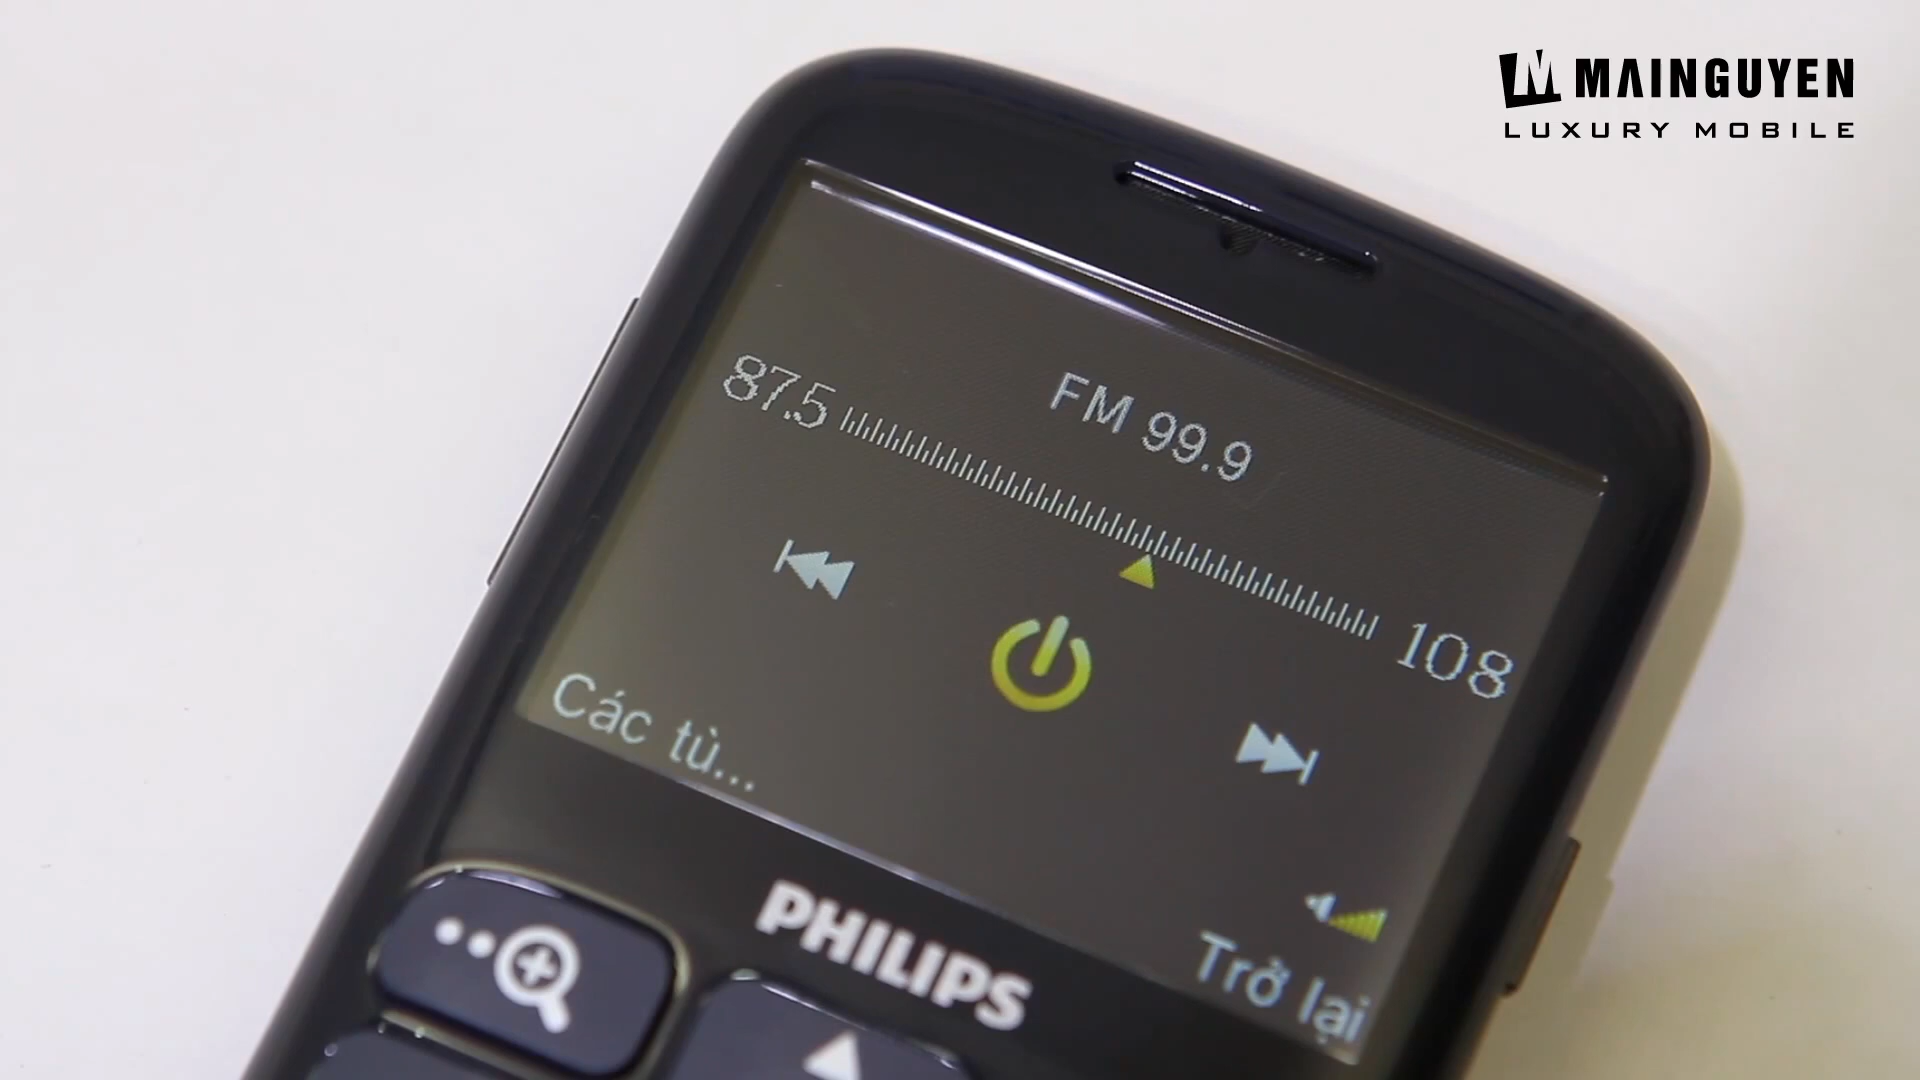 MAINGUYEN
LUXURY MOBILE
FM 99.9
87.5
108
Các tù...
Trở lại
PHILIPS